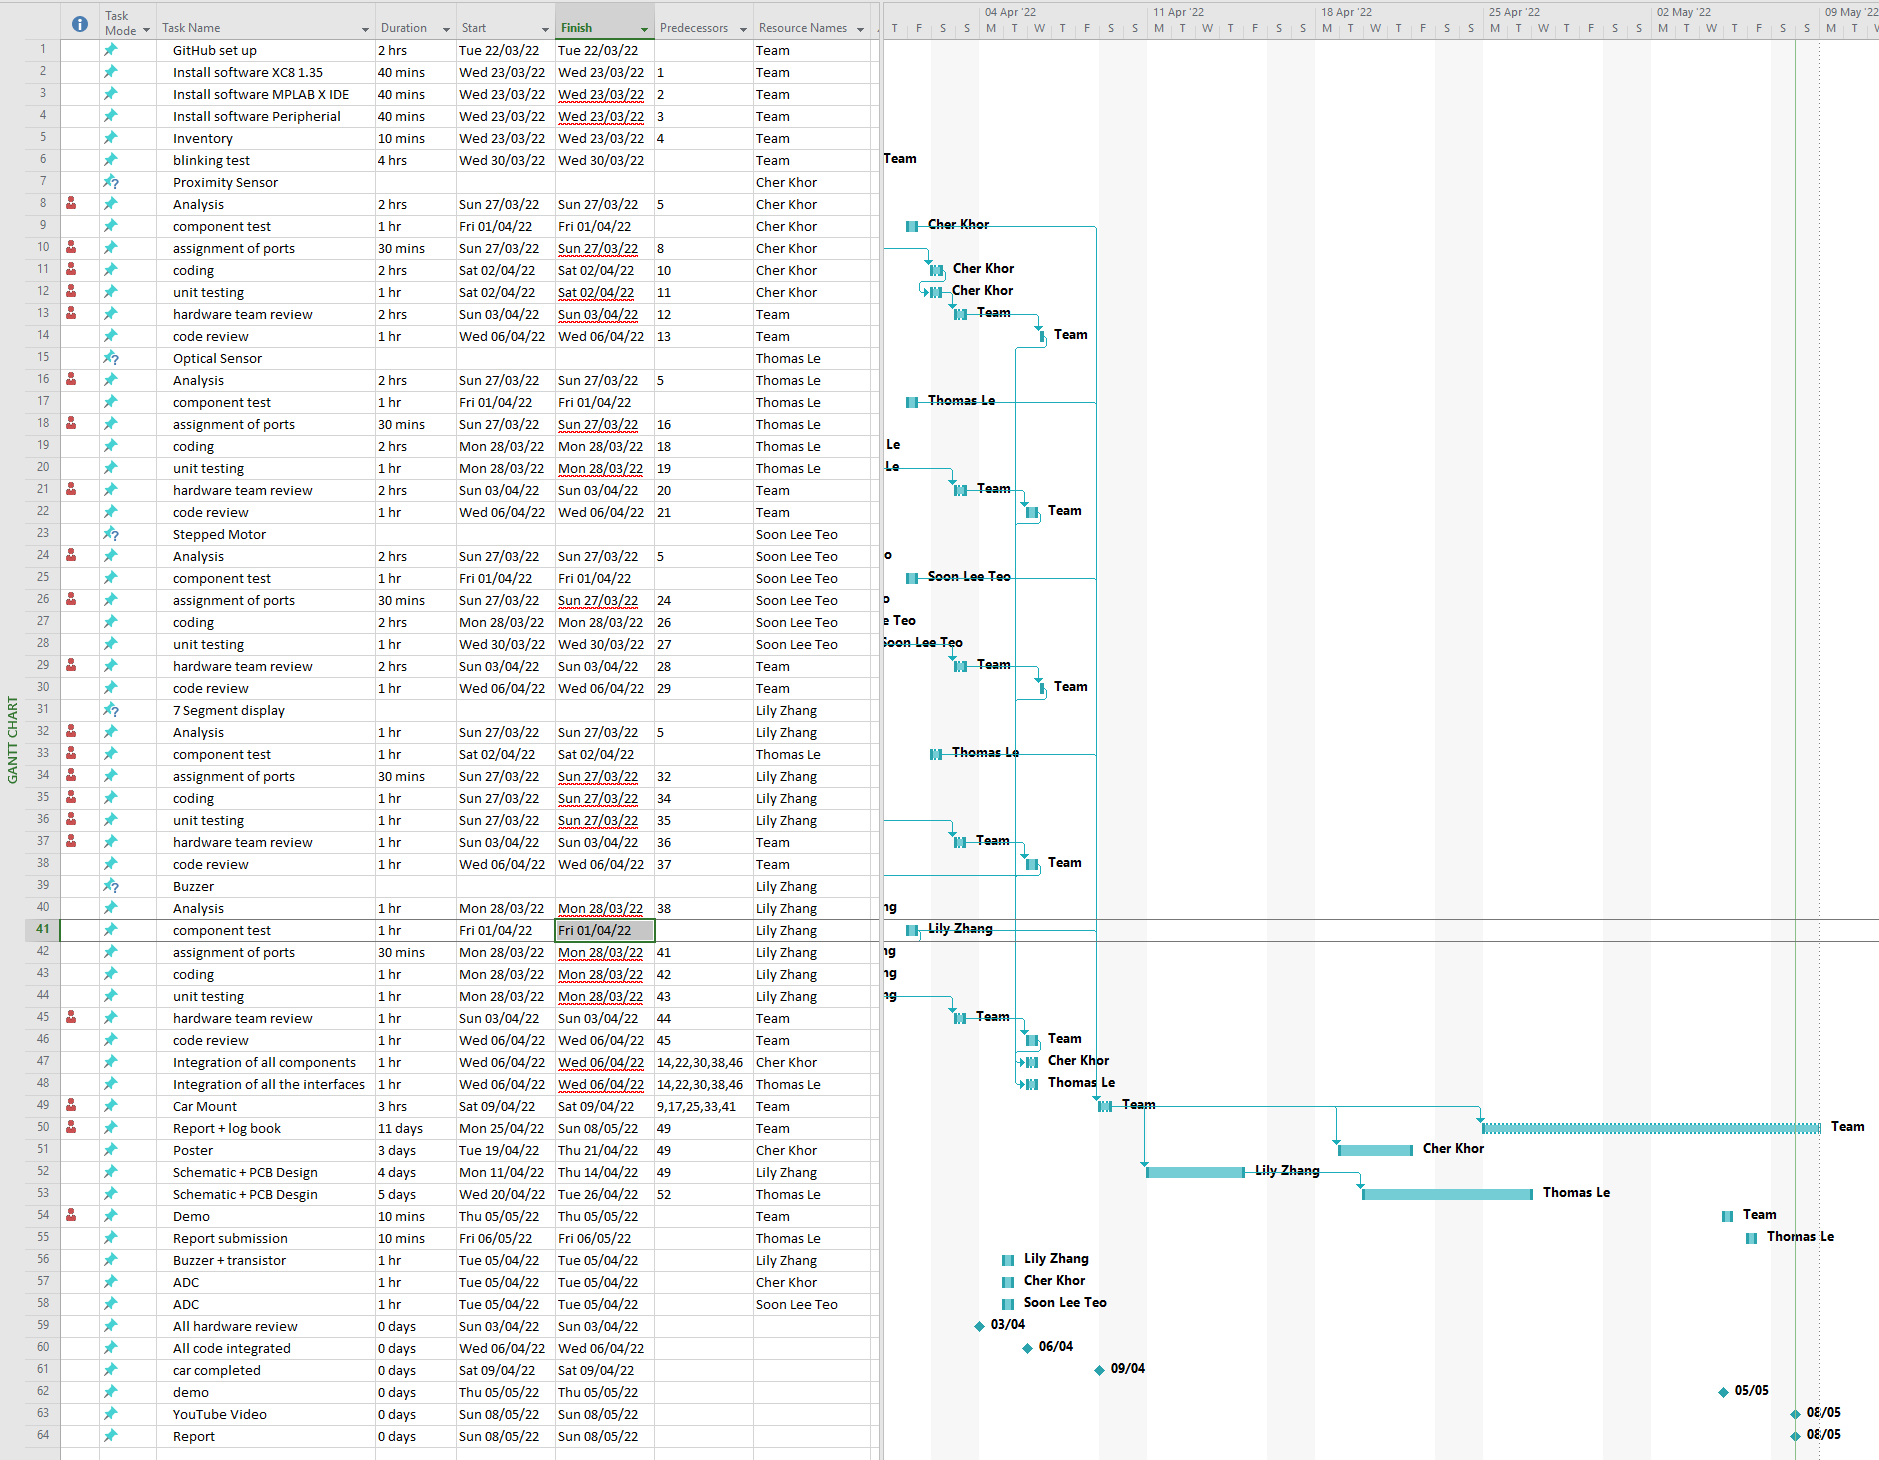 Task Mode Task Name Duration Start Finish Predecessors Resource Names
04 Apr '22 11 Apr '22 18 Apr '22 25 Apr '22 02 May '22 09 May '22
T F S S M T W T F S S M T W T F S S M T W T F S S M T W T F S S M T W T F S S M T W
1 GitHub set up 2 hrs Tue 22/03/22 Tue 22/03/22 Team
2 Install software XC8 1.35 40 mins Wed 23/03/22 Wed 23/03/22 1 Team
3 Install software MPLAB X IDE 40 mins Wed 23/03/22 Wed 23/03/22 2 Team
4 Install software Peripherial 40 mins Wed 23/03/22 Wed 23/03/22 3 Team
5 Inventory 10 mins Wed 23/03/22 Wed 23/03/22 4 Team
6 blinking test 4 hrs Wed 30/03/22 Wed 30/03/22 Team Team
7 Proximity Sensor Cher Khor
8 Analysis 2 hrs Sun 27/03/22 Sun 27/03/22 5 Cher Khor
9 component test 1 hr Fri 01/04/22 Fri 01/04/22 Cher Khor Cher Khor
10 assignment of ports 30 mins Sun 27/03/22 Sun 27/03/22 8 Cher Khor
11 coding 2 hrs Sat 02/04/22 Sat 02/04/22 10 Cher Khor Cher Khor
12 unit testing 1 hr Sat 02/04/22 Sat 02/04/22 11 Cher Khor Cher Khor
13 hardware team review 2 hrs Sun 03/04/22 Sun 03/04/22 12 Team Team
14 code review 1 hr Wed 06/04/22 Wed 06/04/22 13 Team Team
15 Optical Sensor Thomas Le
16 Analysis 2 hrs Sun 27/03/22 Sun 27/03/22 5 Thomas Le
17 component test 1 hr Fri 01/04/22 Fri 01/04/22 Thomas Le Thomas Le
18 assignment of ports 30 mins Sun 27/03/22 Sun 27/03/22 16 Thomas Le
19 coding 2 hrs Mon 28/03/22 Mon 28/03/22 18 Thomas Le Le
20 unit testing 1 hr Mon 28/03/22 Mon 28/03/22 19 Thomas Le Le
21 hardware team review 2 hrs Sun 03/04/22 Sun 03/04/22 20 Team Team
22 code review 1 hr Wed 06/04/22 Wed 06/04/22 21 Team Team
23 Stepped Motor Soon Lee Teo
24 Analysis 2 hrs Sun 27/03/22 Sun 27/03/22 5 Soon Lee Teo o
25 component test 1 hr Fri 01/04/22 Fri 01/04/22 Soon Lee Teo Soon Lee Teo
26 assignment of ports 30 mins Sun 27/03/22 Sun 27/03/22 24 Soon Lee Teo o
27 coding 2 hrs Mon 28/03/22 Mon 28/03/22 26 Soon Lee Teo e Teo
28 unit testing 1 hr Wed 30/03/22 Wed 30/03/22 27 Soon Lee Teo Soon Lee Teo
29 hardware team review 2 hrs Sun 03/04/22 Sun 03/04/22 28 Team Team
30 code review 1 hr Wed 06/04/22 Wed 06/04/22 29 Team Team
31 7 Segment display Lily Zhang
32 Analysis 1 hr Sun 27/03/22 Sun 27/03/22 5 Lily Zhang
33 component test 1 hr Sat 02/04/22 Sat 02/04/22 Thomas Le Thomas Le
34 assignment of ports 30 mins Sun 27/03/22 Sun 27/03/22 32 Lily Zhang
35 coding 1 hr Sun 27/03/22 Sun 27/03/22 34 Lily Zhang
36 unit testing 1 hr Sun 27/03/22 Sun 27/03/22 35 Lily Zhang
37 hardware team review 1 hr Sun 03/04/22 Sun 03/04/22 36 Team Team
38 code review 1 hr Wed 06/04/22 Wed 06/04/22 37 Team Team
39 Buzzer Lily Zhang
40 Analysis 1 hr Mon 28/03/22 Mon 28/03/22 38 Lily Zhang ng
41 component test 1 hr Fri 01/04/22 Fri 01/04/22 Lily Zhang Lily Zhang
42 assignment of ports 30 mins Mon 28/03/22 Mon 28/03/22 41 Lily Zhang ng
43 coding 1 hr Mon 28/03/22 Mon 28/03/22 42 Lily Zhang ng
44 unit testing 1 hr Mon 28/03/22 Mon 28/03/22 43 Lily Zhang ng
45 hardware team review 1 hr Sun 03/04/22 Sun 03/04/22 44 Team Team
46 code review 1 hr Wed 06/04/22 Wed 06/04/22 45 Team Team
47 Integration of all components 1 hr Wed 06/04/22 Wed 06/04/22 14,22,30,38,46 Cher Khor Cher Khor
48 Integration of all the interfaces 1 hr Wed 06/04/22 Wed 06/04/22 14,22,30,38,46 Thomas Le Thomas Le
49 Car Mount 3 hrs Sat 09/04/22 Sat 09/04/22 9,17,25,33,41 Team Team
50 Report + log book 11 days Mon 25/04/22 Sun 08/05/22 49 Team Team
51 Poster 3 days Tue 19/04/22 Thu 21/04/22 49 Cher Khor Cher Khor
52 Schematic + PCB Design 4 days Mon 11/04/22 Thu 14/04/22 49 Lily Zhang Lily Zhang
53 Schematic + PCB Desgin 5 days Wed 20/04/22 Tue 26/04/22 52 Thomas Le Thomas Le
54 Demo 10 mins Thu 05/05/22 Thu 05/05/22 Team Team
55 Report submission 10 mins Fri 06/05/22 Fri 06/05/22 Thomas Le Thomas Le
56 Buzzer + transistor 1 hr Tue 05/04/22 Tue 05/04/22 Lily Zhang Lily Zhang
57 ADC 1 hr Tue 05/04/22 Tue 05/04/22 Cher Khor Cher Khor
58 ADC 1 hr Tue 05/04/22 Tue 05/04/22 Soon Lee Teo Soon Lee Teo
59 All hardware review 0 days Sun 03/04/22 Sun 03/04/22 03/04
60 All code integrated 0 days Wed 06/04/22 Wed 06/04/22 06/04
61 car completed 0 days Sat 09/04/22 Sat 09/04/22 09/04
62 demo 0 days Thu 05/05/22 Thu 05/05/22 05/05
63 YouTube Video 0 days Sun 08/05/22 Sun 08/05/22 08/05
64 Report 0 days Sun 08/05/22 Sun 08/05/22 08/05
GANTT CHART